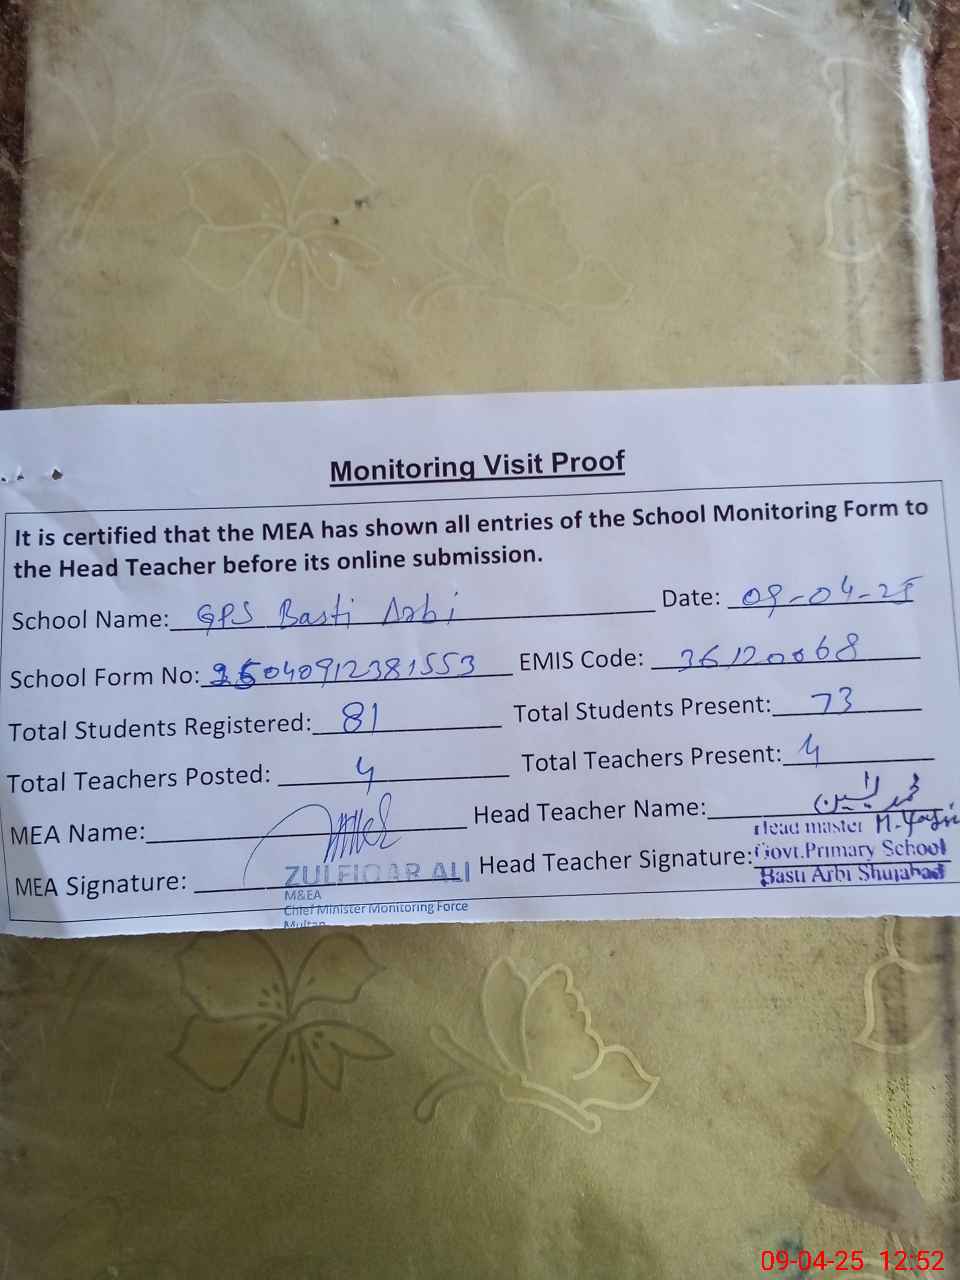 Monitoring Visit Proof
It is certified that the MEA has shown all entries of the School Monitoring Form to
the Head Teacher before its online submission.
School Name: GPS Basti Arbi Date: 09-04-25
School Form No: 25040912381553 EMIS Code: 36120068
Total Students Registered: 81 Total Students Present: 73
Total Teachers Posted: 4 Total Teachers Present: 4
MEA Name: Head Teacher Name: محمد یٰسین
Head master M. Yasin
MEA Signature: Head Teacher Signature: Govt. Primary School
Basti Arbi Shujabad
ZULFIQAR ALI
M&EA
Chief Minister Monitoring Force
Multan
09-04-25 12:52